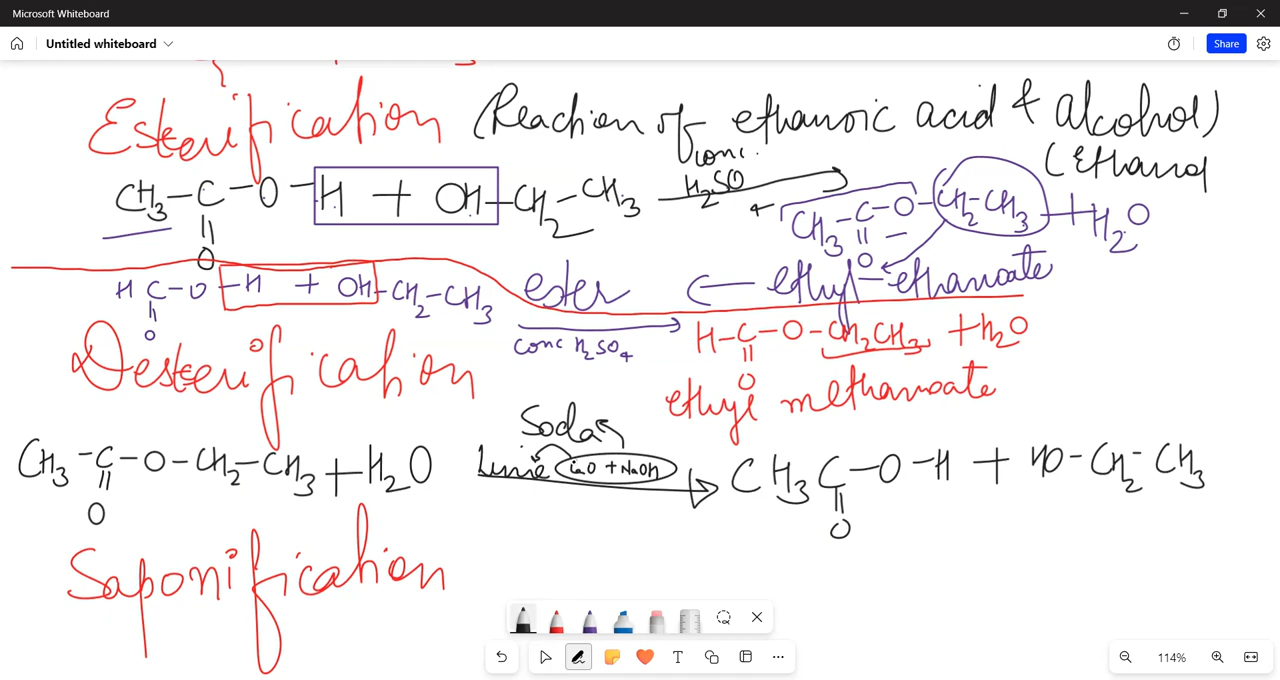 Microsoft Whiteboard
Untitled whiteboard
Share
Esterification (Reaction of ethanoic acid & alcohol)
(Ethanol
CH3-C-O-H + OH-CH2-CH3 conc. H2SO4 CH3-C-O-CH2-CH3+H2O
O O
ester ethyl-ethanoate
H C-O-H + OH-CH2-CH3 conc H2SO4 H-C-O-CH2CH3 +H2O
O O
Desterification ethyl methanoate
Soda
CH3-C-O-CH2-CH3+H2O Lime CaO+NaOH CH3 C-O-H + HO-CH2-CH3
O O
Saponification
114%